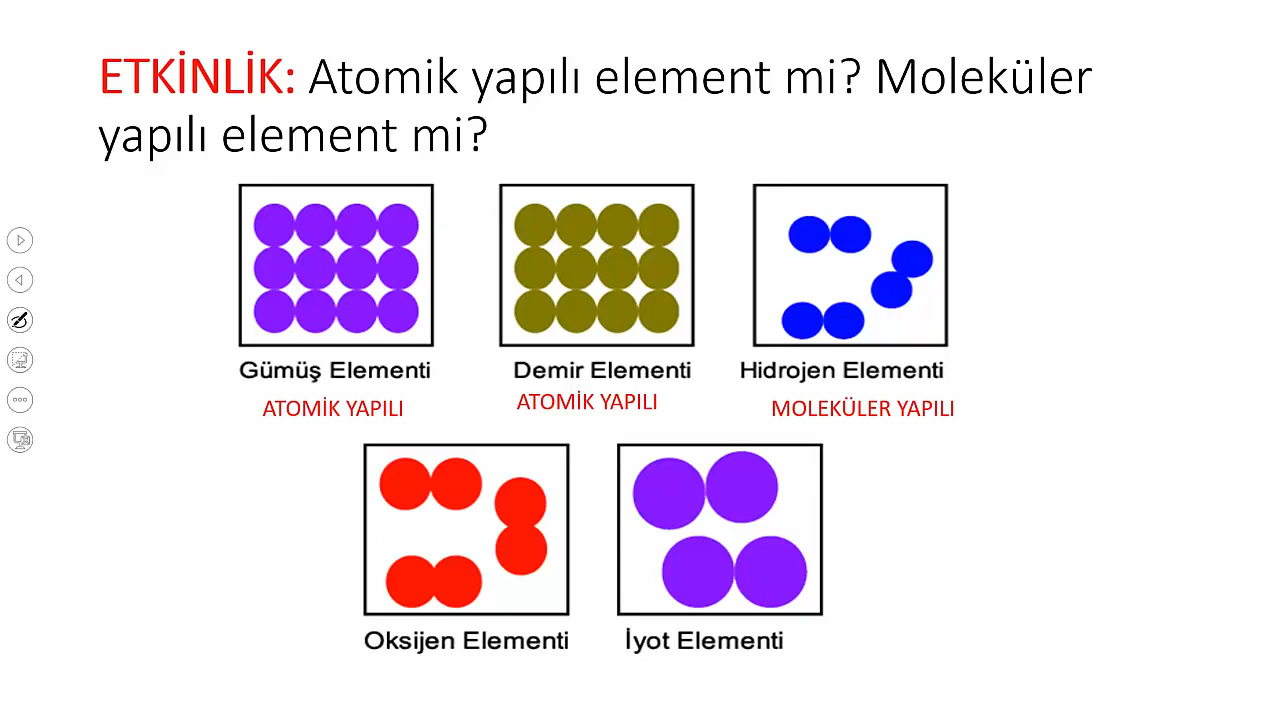 ETKİNLİK: Atomik yapılı element mi? Moleküler
yapılı element mi?
Gümüş Elementi
Demir Elementi
Hidrojen Elementi
ATOMİK YAPILI
ATOMİK YAPILI
MOLEKÜLER YAPILI
Oksijen Elementi
İyot Elementi